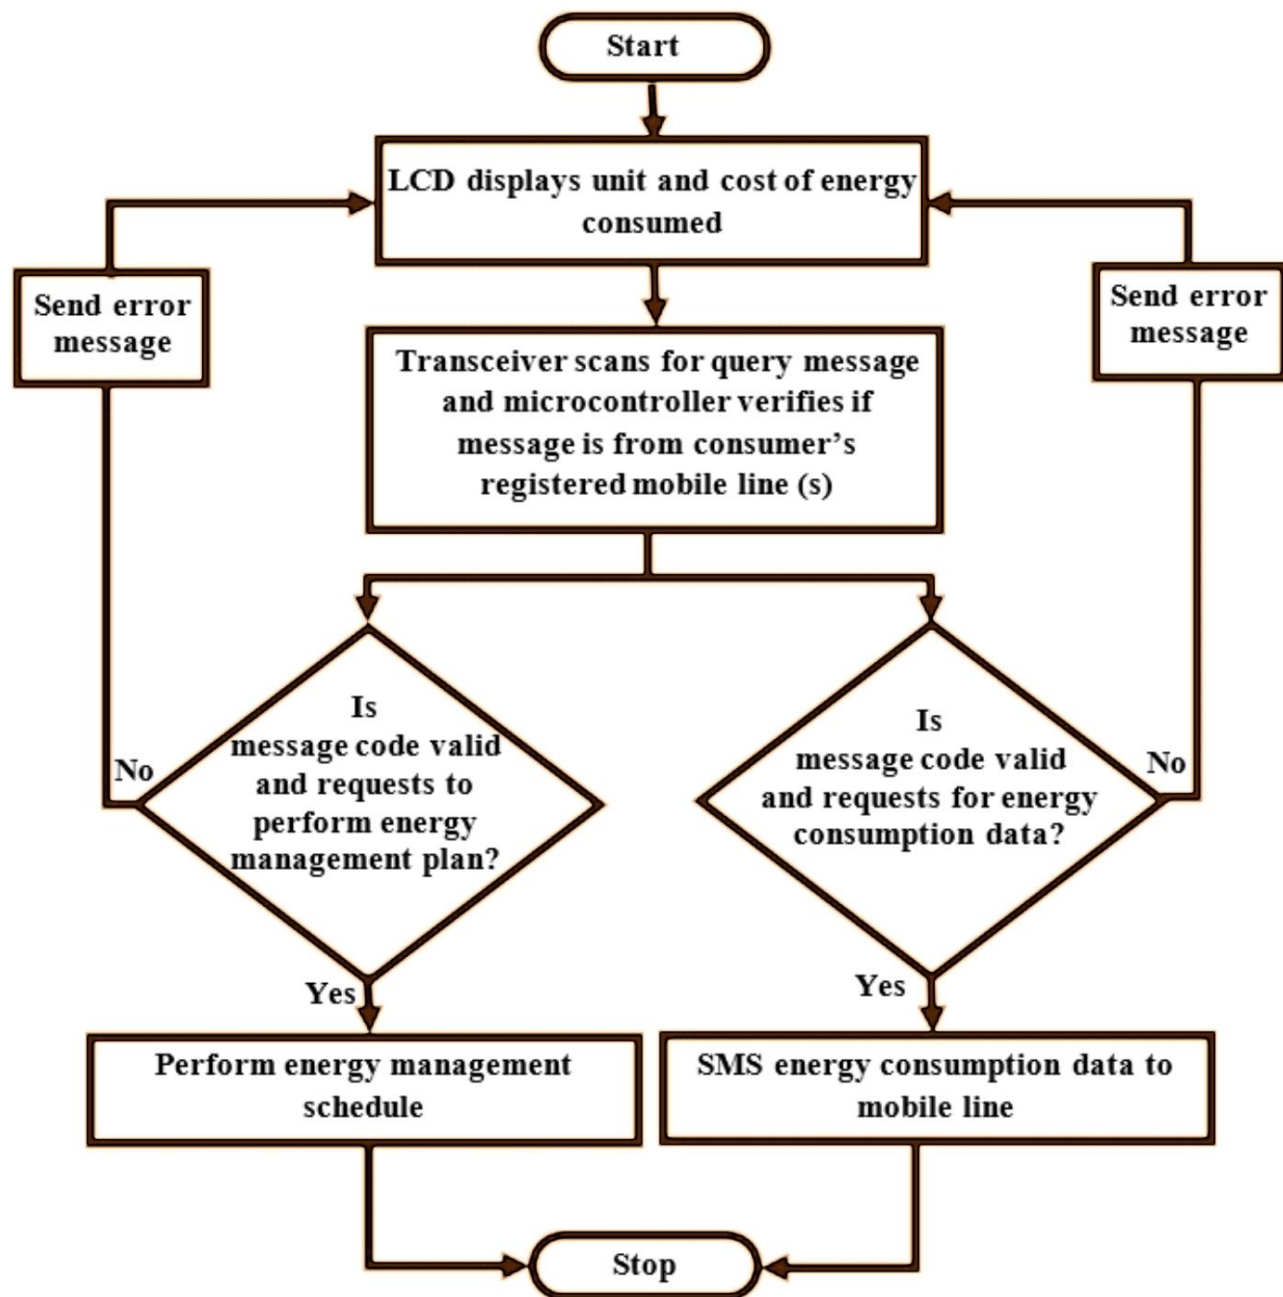 Start
LCD displays unit and cost of energy
consumed
Send error
message
Send error
message
Transceiver scans for query message
and microcontroller verifies if
message is from consumer’s
registered mobile line (s)
Is
message code valid
and requests to
perform energy
management plan?
No
Is
message code valid
and requests for energy
consumption data?
No
Yes
Yes
Perform energy management
schedule
SMS energy consumption data to
mobile line
Stop